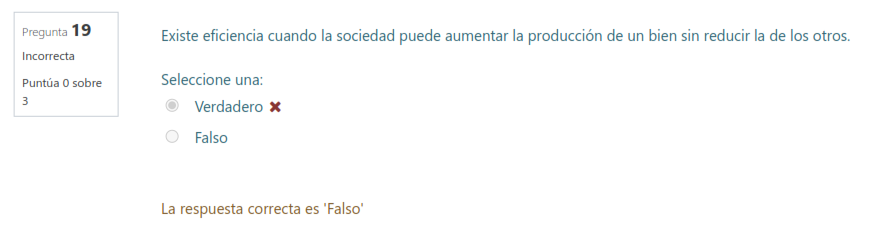 Pregunta 19
Incorrecta
Puntúa 0 sobre
3
Existe eficiencia cuando la sociedad puede aumentar la producción de un bien sin reducir la de los otros.
Seleccione una:
Verdadero ✖
Falso
La respuesta correcta es 'Falso'